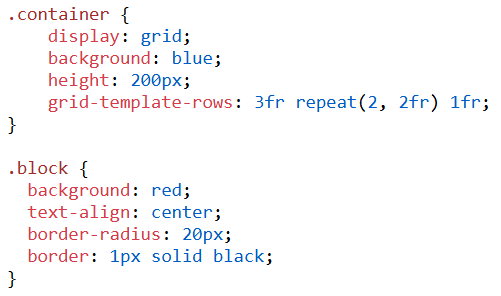 .container {
    display: grid;
    background: blue;
    height: 200px;
    grid-template-rows: 3fr repeat(2, 2fr) 1fr;
}

.block {
  background: red;
  text-align: center;
  border-radius: 20px;
  border: 1px solid black;
}